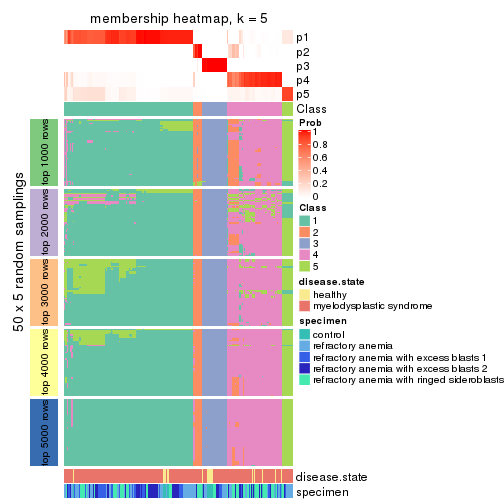 membership heatmap, k = 5
p1
p2
p3
p4
p5
Class
50 x 5 random samplings
top 1000 rows
top 2000 rows
top 3000 rows
top 4000 rows
top 5000 rows
disease.state
specimen
Prob
1
0.8
0.6
0.4
0.2
0
Class
1
2
3
4
5
disease.state
healthy
myelodysplastic syndrome
specimen
control
refractory anemia
refractory anemia with excess blasts 1
refractory anemia with excess blasts 2
refractory anemia with ringed sideroblasts